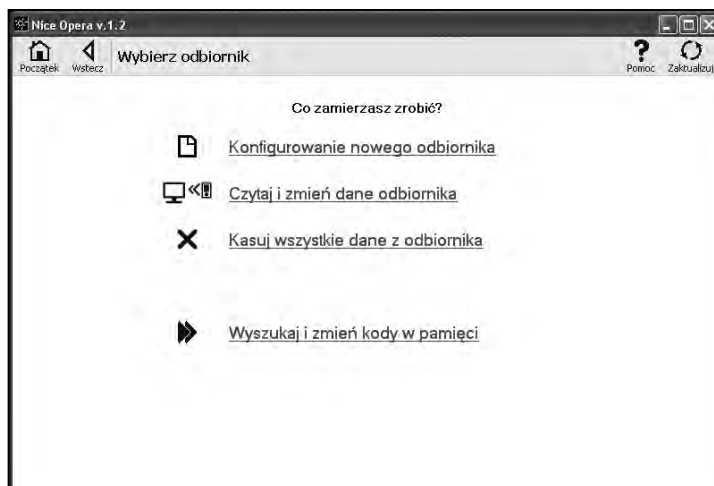 Nice Opera v.1.2
Początek Wstecz Wybierz odbiornik Pomoc Zaktualizuj
Co zamierzasz zrobić?
Konfigurowanie nowego odbiornika
Czytaj i zmień dane odbiornika
Kasuj wszystkie dane z odbiornika
Wyszukaj i zmień kody w pamięci